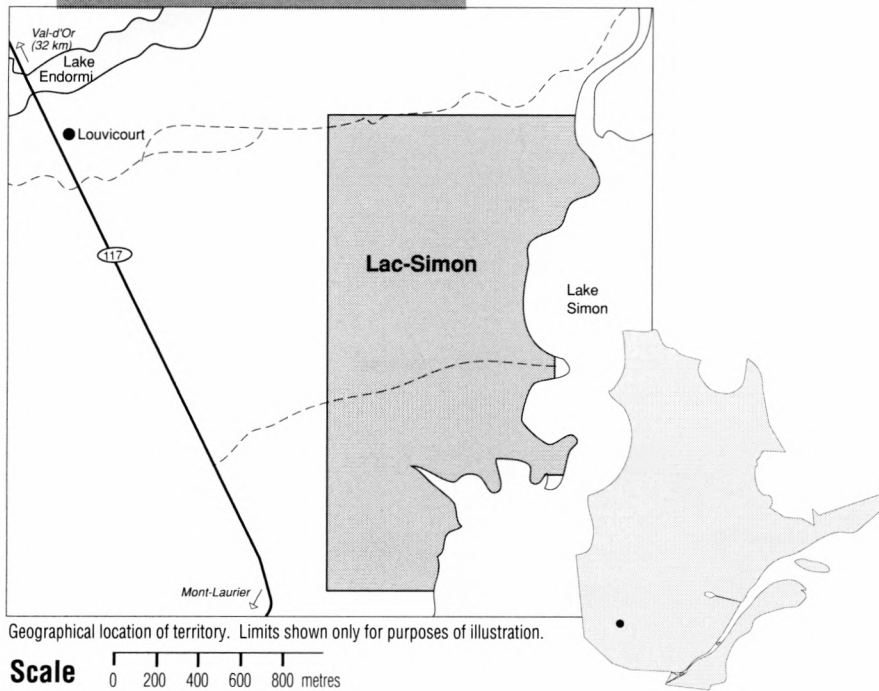 Val-d'Or
(32 km)
Lake
Endormi
Louvicourt
117
Lac-Simon
Lake
Simon
Mont-Laurier
Geographical location of territory. Limits shown only for purposes of illustration.
Scale
0 200 400 600 800 metres